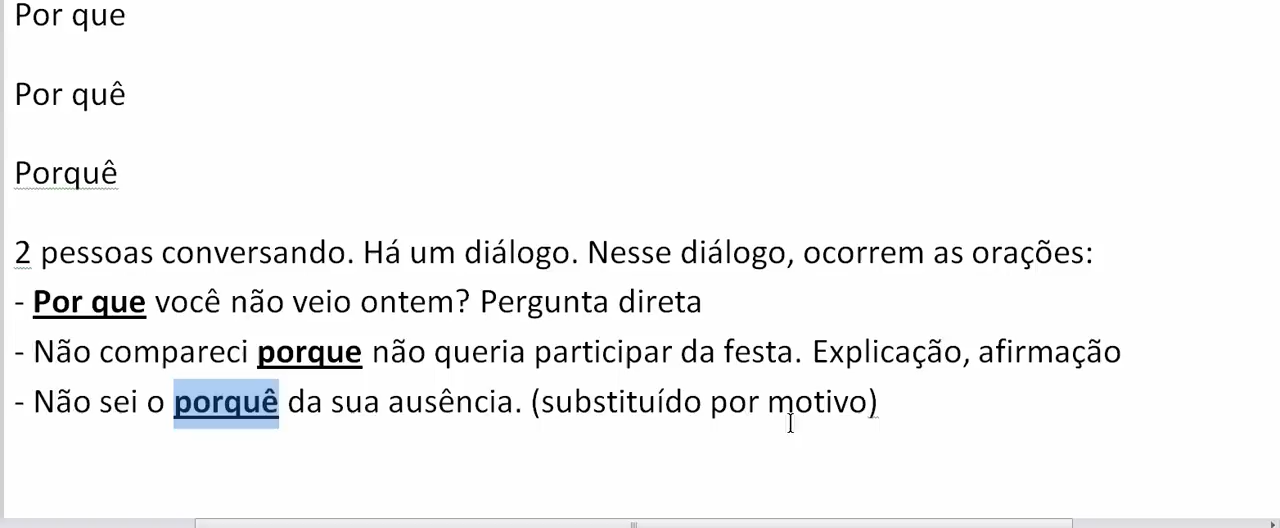 Por que
Por quê
Porquê
2 pessoas conversando. Há um diálogo. Nesse diálogo, ocorrem as orações:
- Por que você não veio ontem? Pergunta direta
- Não compareci porque não queria participar da festa. Explicação, afirmação
- Não sei o porquê da sua ausência. (substituído por motivo)